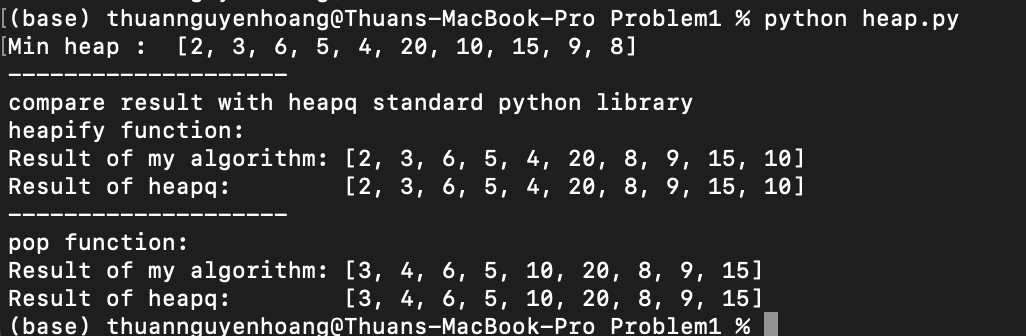 [(base) thuannguyenhoang@Thuans-MacBook-Pro Problem1 % python heap.py
[Min heap :  [2, 3, 6, 5, 4, 20, 10, 15, 9, 8]
--------------------
compare result with heapq standard python library
heapify function:
Result of my algorithm: [2, 3, 6, 5, 4, 20, 8, 9, 15, 10]
Result of heapq:        [2, 3, 6, 5, 4, 20, 8, 9, 15, 10]
--------------------
pop function:
Result of my algorithm: [3, 4, 6, 5, 10, 20, 8, 9, 15]
Result of heapq:        [3, 4, 6, 5, 10, 20, 8, 9, 15]
(base) thuannguyenhoang@Thuans-MacBook-Pro Problem1 %